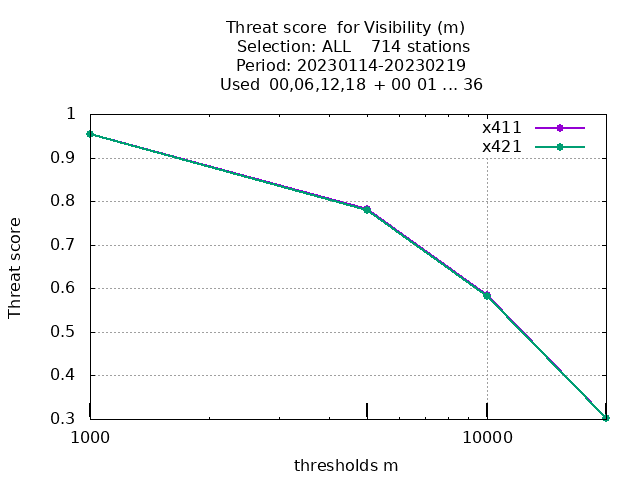 Threat score  for Visibility (m)
Selection: ALL    714 stations
Period: 20230114-20230219
Used  00,06,12,18  + 00 01 ... 36
x411
x421
1
0.9
0.8
0.7
0.6
0.5
0.4
0.3
Threat score
1000
10000
thresholds m